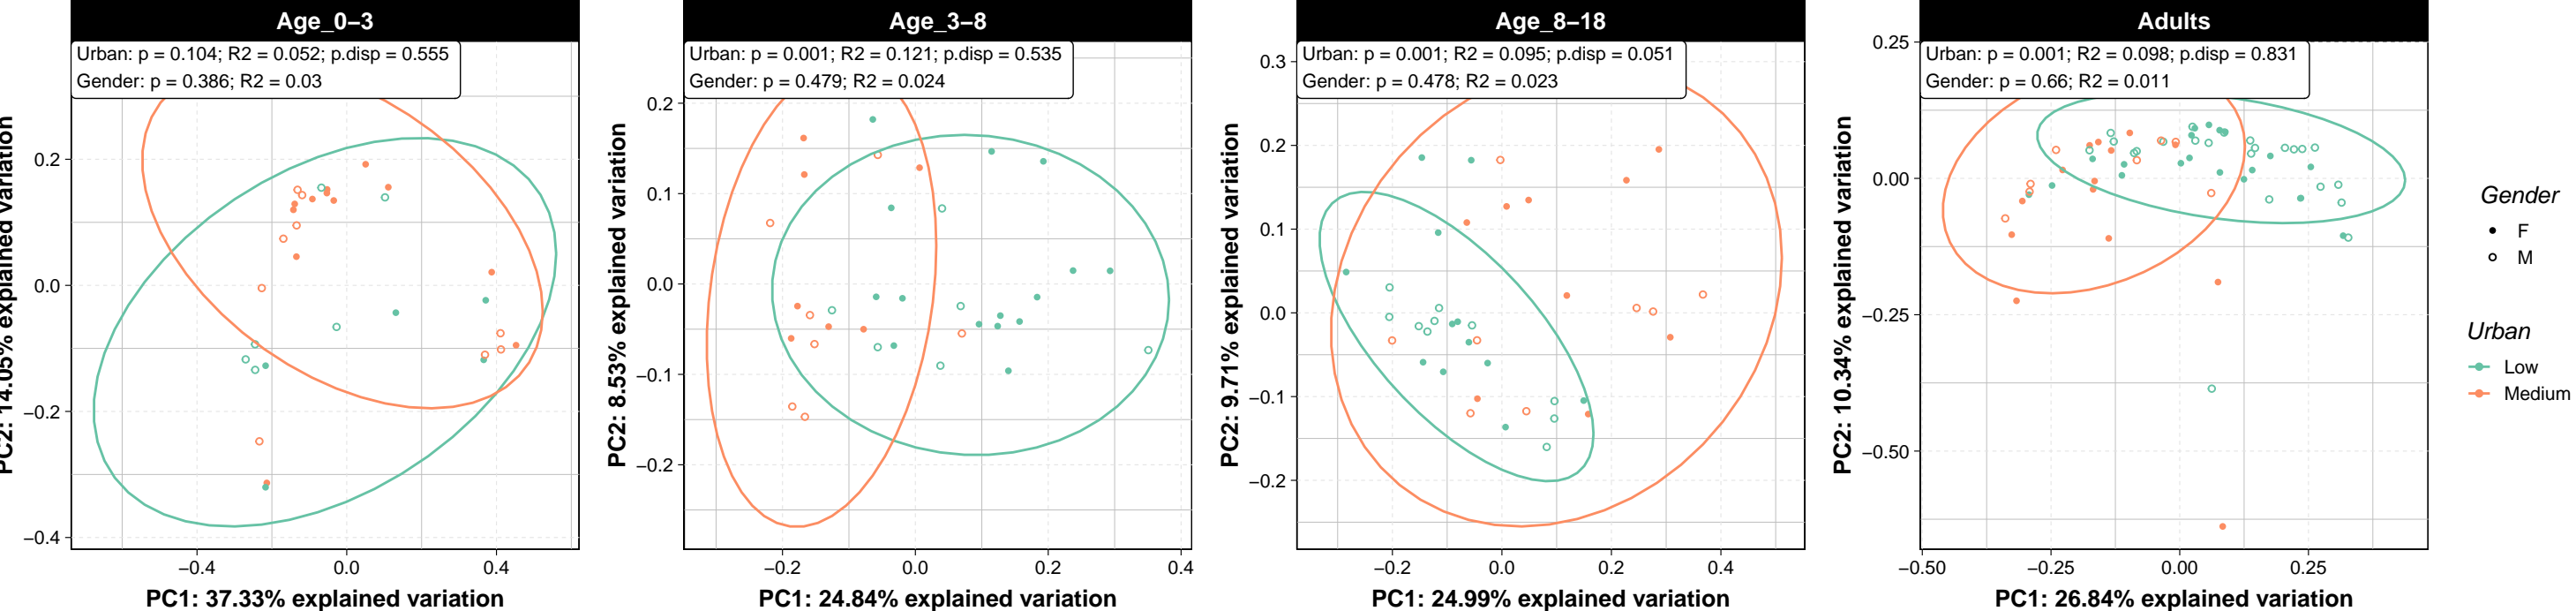 Age_0–3
Urban: p = 0.104; R2 = 0.052; p.disp = 0.555
Gender: p = 0.386; R2 = 0.03
PC2: 14.05% explained variation
0.2
0.0
−0.2
−0.4
−0.4
0.0
0.4
PC1: 37.33% explained variation
Age_3–8
Urban: p = 0.001; R2 = 0.121; p.disp = 0.535
Gender: p = 0.479; R2 = 0.024
PC2: 8.53% explained variation
0.2
0.1
0.0
−0.1
−0.2
−0.2
0.0
0.2
0.4
PC1: 24.84% explained variation
Age_8–18
Urban: p = 0.001; R2 = 0.095; p.disp = 0.051
Gender: p = 0.478; R2 = 0.023
PC2: 9.71% explained variation
0.3
0.2
0.1
0.0
−0.1
−0.2
−0.2
0.0
0.2
0.4
PC1: 24.99% explained variation
Adults
Urban: p = 0.001; R2 = 0.098; p.disp = 0.831
Gender: p = 0.66; R2 = 0.011
PC2: 10.34% explained variation
0.25
0.00
−0.25
−0.50
−0.50
−0.25
0.00
0.25
PC1: 26.84% explained variation
Gender
F
M
Urban
Low
Medium